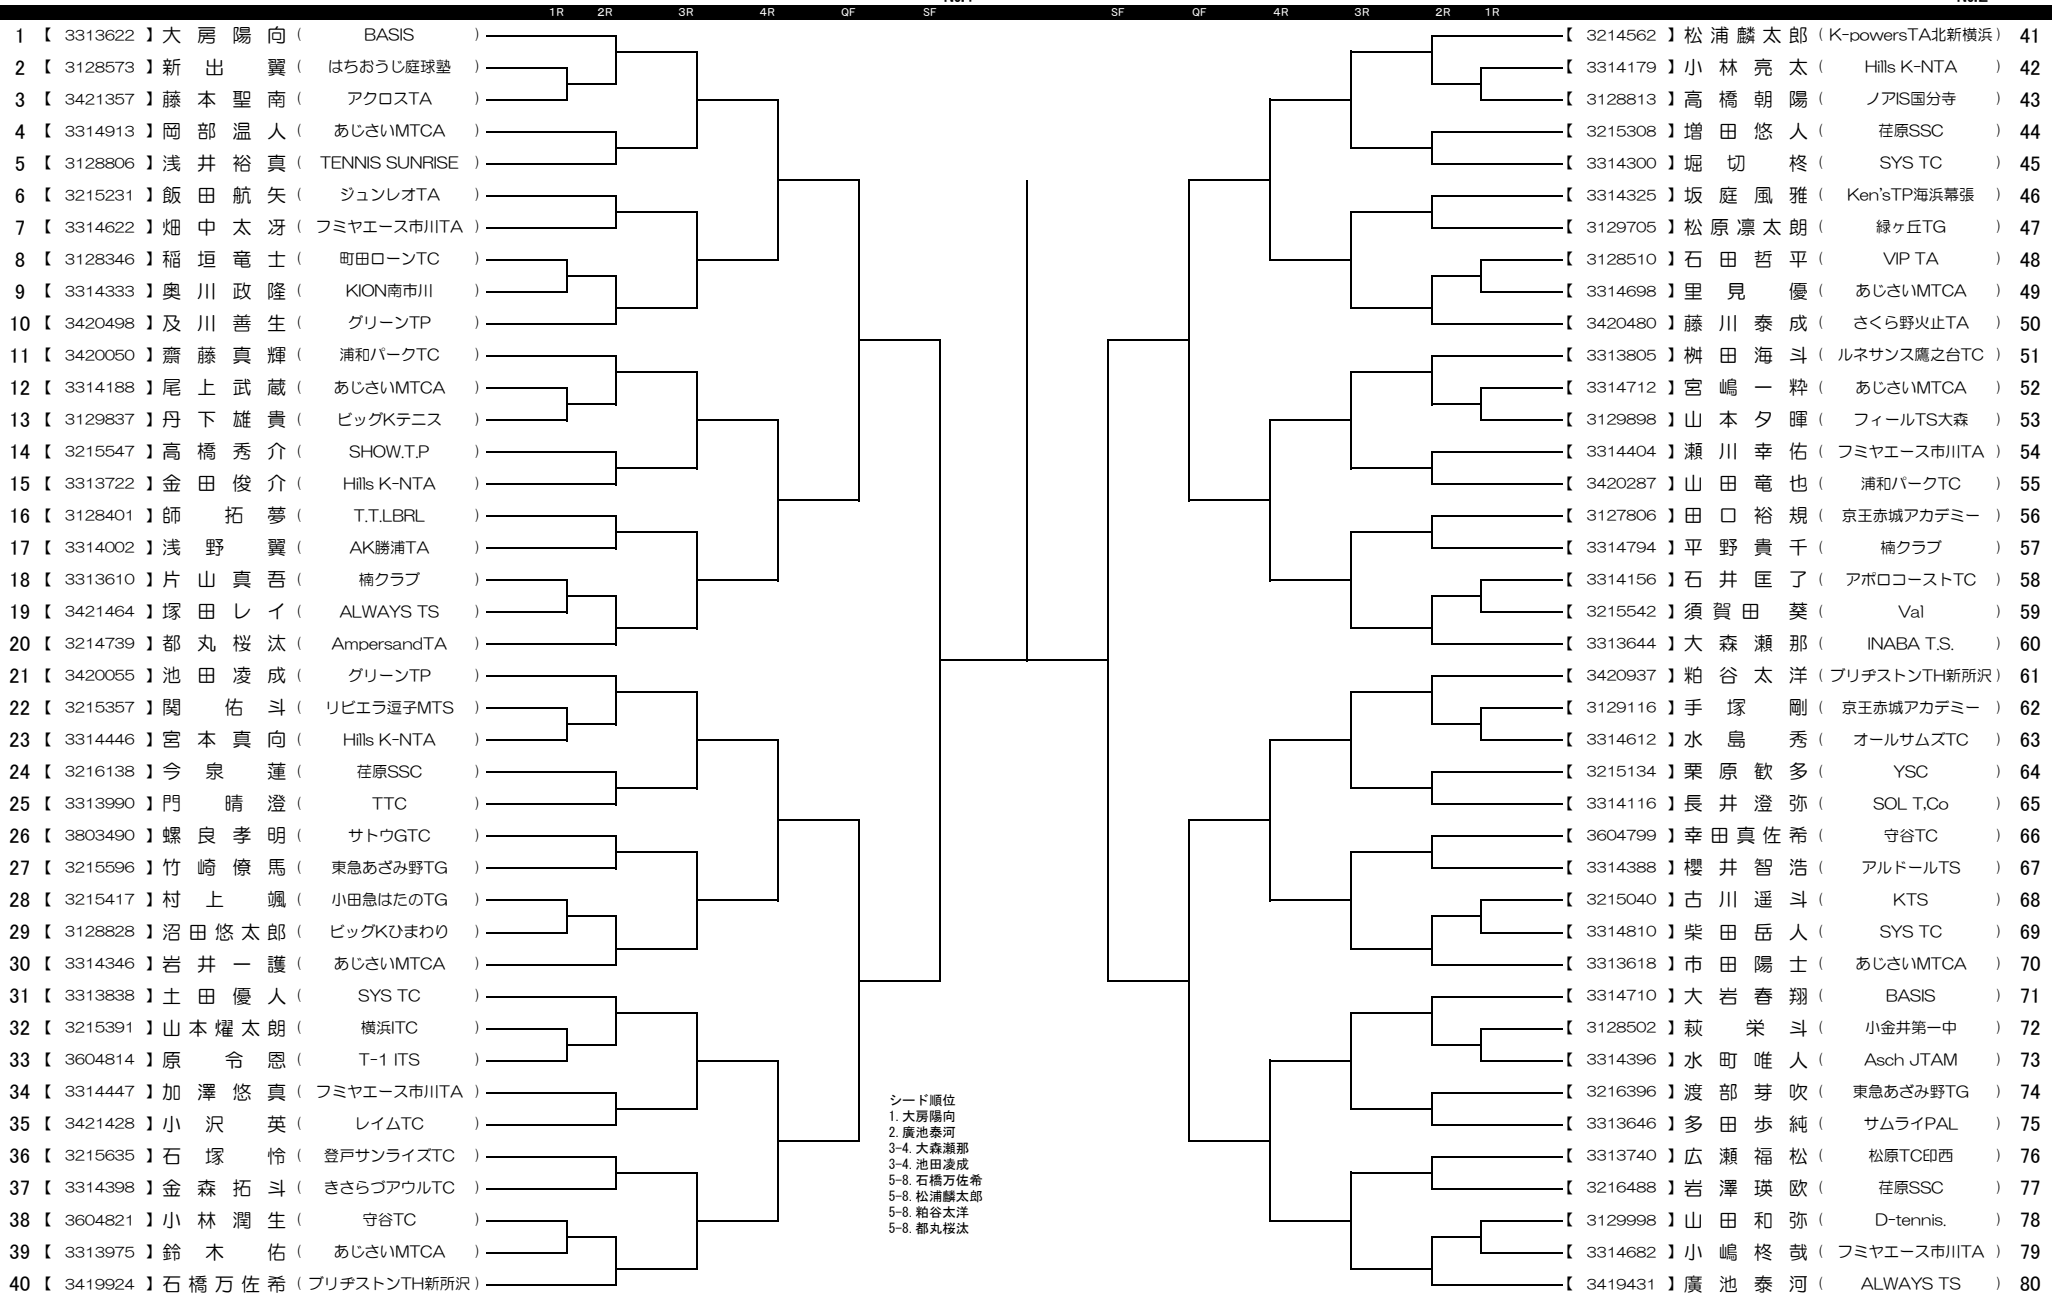 1R 2R 3R 4R QF SF SF QF 4R 3R 2R 1R
1 【 3313622 】 大房陽向 ( BASIS )
2 【 3128573 】 新出翼 ( はちおうじ庭球塾 )
3 【 3421357 】 藤本聖南 ( アクロスTA )
4 【 3314913 】 岡部温人 ( あじさいMTCA )
5 【 3128806 】 浅井裕真 ( TENNIS SUNRISE )
6 【 3215231 】 飯田航矢 ( ジュンレオTA )
7 【 3314622 】 畑中太冴 ( フミヤエース市川TA )
8 【 3128346 】 稲垣竜士 ( 町田ローンTC )
9 【 3314333 】 奥川政隆 ( KION南市川 )
10 【 3420498 】 及川善生 ( グリーンTP )
11 【 3420050 】 齋藤真輝 ( 浦和パークTC )
12 【 3314188 】 尾上武蔵 ( あじさいMTCA )
13 【 3129837 】 丹下雄貴 ( ビッグKテニス )
14 【 3215547 】 高橋秀介 ( SHOW.T.P )
15 【 3313722 】 金田俊介 ( Hills K-NTA )
16 【 3128401 】 師拓夢 ( T.T.LBRL )
17 【 3314002 】 浅野翼 ( AK勝浦TA )
18 【 3313610 】 片山真吾 ( 楠クラブ )
19 【 3421464 】 塚田レイ ( ALWAYS TS )
20 【 3214739 】 都丸桜汰 ( AmpersandTA )
21 【 3420055 】 池田凌成 ( グリーンTP )
22 【 3215357 】 関佑斗 ( リビエラ逗子MTS )
23 【 3314446 】 宮本真向 ( Hills K-NTA )
24 【 3216138 】 今泉蓮 ( 荏原SSC )
25 【 3313990 】 門晴澄 ( TTC )
26 【 3803490 】 螺良孝明 ( サトウGTC )
27 【 3215596 】 竹崎僚馬 ( 東急あざみ野TG )
28 【 3215417 】 村上颯 ( 小田急はたのTG )
29 【 3128828 】 沼田悠太郎 ( ビッグKひまわり )
30 【 3314346 】 岩井一護 ( あじさいMTCA )
31 【 3313838 】 土田優人 ( SYS TC )
32 【 3215391 】 山本燿太朗 ( 横浜ITC )
33 【 3604814 】 原令恩 ( T-1 ITS )
34 【 3314447 】 加澤悠真 ( フミヤエース市川TA )
35 【 3421428 】 小沢英 ( レイムTC )
36 【 3215635 】 石塚怜 ( 登戸サンライズTC )
37 【 3314398 】 金森拓斗 ( きさらづアウルTC )
38 【 3604821 】 小林潤生 ( 守谷TC )
39 【 3313975 】 鈴木佑 ( あじさいMTCA )
40 【 3419924 】 石橋万佐希 ( ブリヂストンTH新所沢 )
シード順位
1. 大房陽向
2. 廣池泰河
3-4. 大森瀬那
3-4. 池田凌成
5-8. 石橋万佐希
5-8. 松浦麟太郎
5-8. 粕谷太洋
5-8. 都丸桜汰
【 3214562 】 松浦麟太郎 ( K-powersTA北新横浜 ) 41
【 3314179 】 小林亮太 ( Hills K-NTA ) 42
【 3128813 】 高橋朝陽 ( ノアIS国分寺 ) 43
【 3215308 】 増田悠人 ( 荏原SSC ) 44
【 3314300 】 堀切柊 ( SYS TC ) 45
【 3314325 】 坂庭風雅 ( Ken'sTP海浜幕張 ) 46
【 3129705 】 松原凛太朗 ( 緑ヶ丘TG ) 47
【 3128510 】 石田哲平 ( VIP TA ) 48
【 3314698 】 里見優 ( あじさいMTCA ) 49
【 3420480 】 藤川泰成 ( さくら野火止TA ) 50
【 3313805 】 桝田海斗 ( ルネサンス鷹之台TC ) 51
【 3314712 】 宮嶋一粋 ( あじさいMTCA ) 52
【 3129898 】 山本夕暉 ( フィールTS大森 ) 53
【 3314404 】 瀬川幸佑 ( フミヤエース市川TA ) 54
【 3420287 】 山田竜也 ( 浦和パークTC ) 55
【 3127806 】 田口裕規 ( 京王赤城アカデミー ) 56
【 3314794 】 平野貴千 ( 楠クラブ ) 57
【 3314156 】 石井匡了 ( アポロコーストTC ) 58
【 3215542 】 須賀田葵 ( Val ) 59
【 3313644 】 大森瀬那 ( INABA T.S. ) 60
【 3420937 】 粕谷太洋 ( ブリヂストンTH新所沢 ) 61
【 3129116 】 手塚剛 ( 京王赤城アカデミー ) 62
【 3314612 】 水島秀 ( オールサムズTC ) 63
【 3215134 】 栗原歓多 ( YSC ) 64
【 3314116 】 長井澄弥 ( SOL T,Co ) 65
【 3604799 】 幸田真佐希 ( 守谷TC ) 66
【 3314388 】 櫻井智浩 ( アルドールTS ) 67
【 3215040 】 古川遥斗 ( KTS ) 68
【 3314810 】 柴田岳人 ( SYS TC ) 69
【 3313618 】 市田陽士 ( あじさいMTCA ) 70
【 3314710 】 大岩春翔 ( BASIS ) 71
【 3128502 】 萩栄斗 ( 小金井第一中 ) 72
【 3314396 】 水町唯人 ( Asch JTAM ) 73
【 3216396 】 渡部芽吹 ( 東急あざみ野TG ) 74
【 3313646 】 多田歩純 ( サムライPAL ) 75
【 3313740 】 広瀬福松 ( 松原TC印西 ) 76
【 3216488 】 岩澤瑛欧 ( 荏原SSC ) 77
【 3129998 】 山田和弥 ( D-tennis. ) 78
【 3314682 】 小嶋柊哉 ( フミヤエース市川TA ) 79
【 3419431 】 廣池泰河 ( ALWAYS TS ) 80